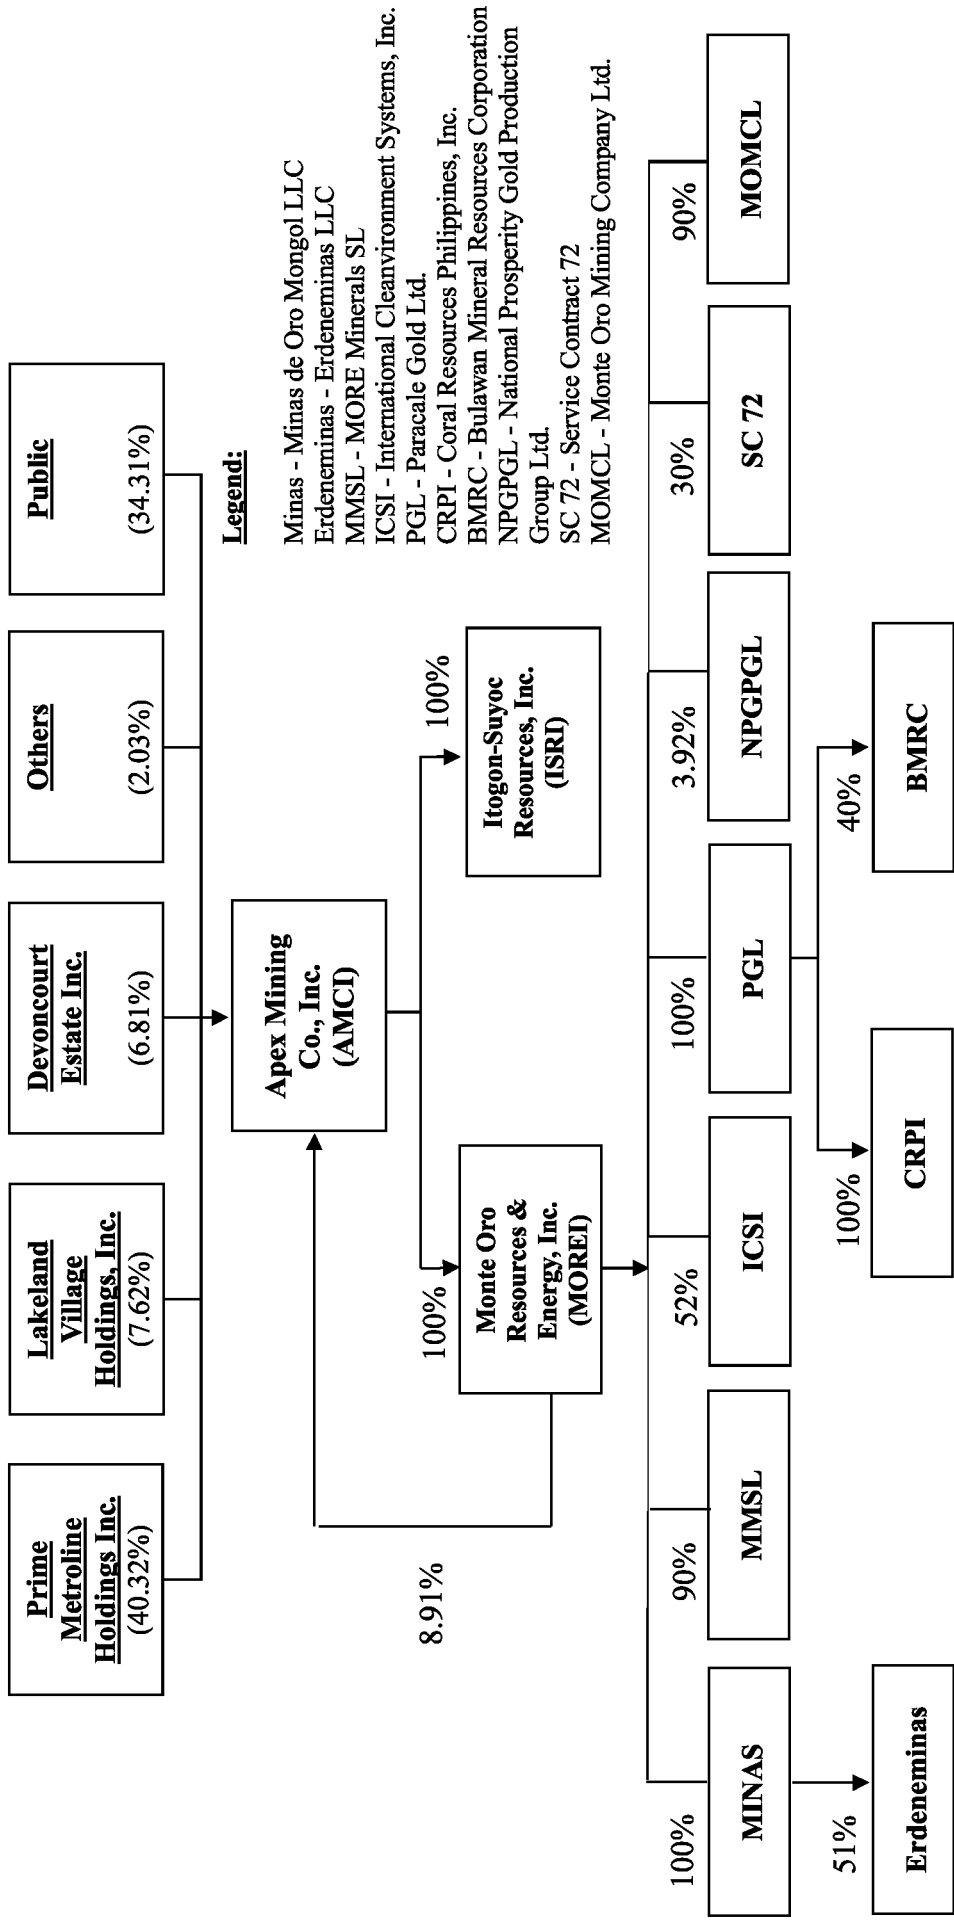 Prime
Metroline
Holdings Inc.
(40.32%)
Lakeland
Village
Holdings, Inc.
(7.62%)
Devoncourt
Estate Inc.
(6.81%)
Others
(2.03%)
Public
(34.31%)
Apex Mining
Co., Inc.
(AMCI)
8.91%
100%
Monte Oro
Resources &
Energy, Inc.
(MOREI)
100%
Itogon-Suyoc
Resources, Inc.
(ISRI)
Legend:
Minas - Minas de Oro Mongol LLC
Erdeneminas - Erdeneminas LLC
MMSL - MORE Minerals SL
ICSI - International Cleanvironment Systems, Inc.
PGL - Paracale Gold Ltd.
CRPI - Coral Resources Philippines, Inc.
BMRC - Bulawan Mineral Resources Corporation
NPGPGL - National Prosperity Gold Production
Group Ltd.
SC 72 - Service Contract 72
MOMCL - Monte Oro Mining Company Ltd.
100%
MINAS
90%
MMSL
52%
ICSI
100%
PGL
3.92%
NPGPGL
30%
SC 72
90%
MOMCL
51%
Erdeneminas
100%
CRPI
40%
BMRC